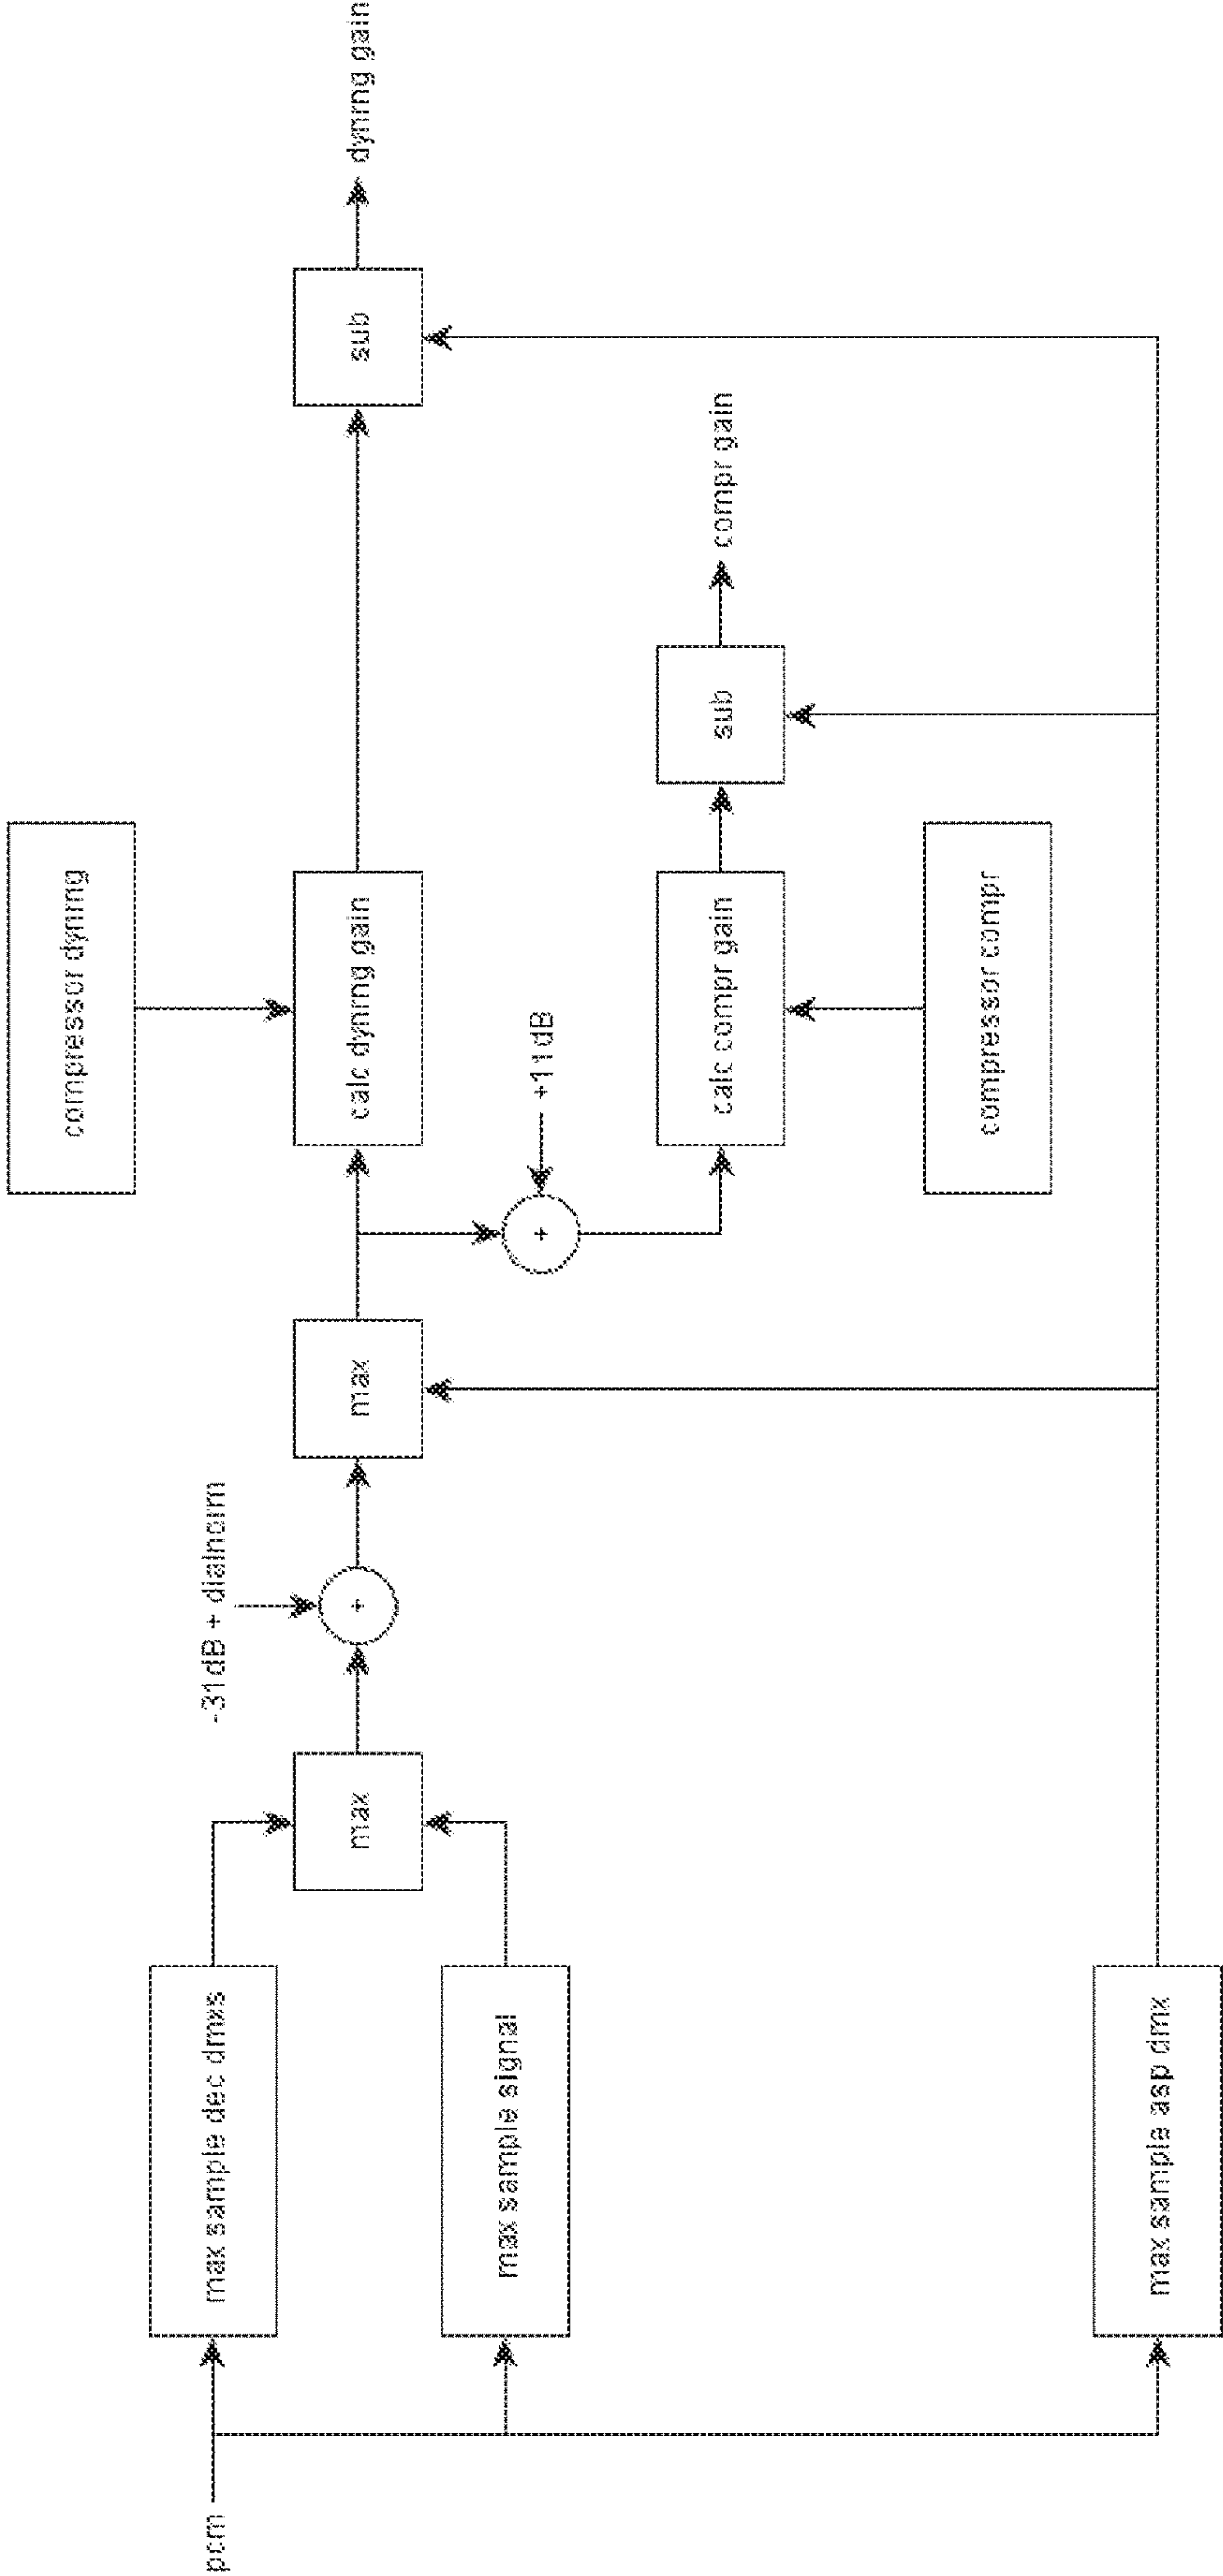 pcm
max sample dec dmxs
max sample signal
max sample asp dmx
max
-31dB + dialnorm
+
max
+
+11dB
compressor dynrng
calc dynrng gain
calc compr gain
compressor compr
sub
compr gain
sub
dynrng gain